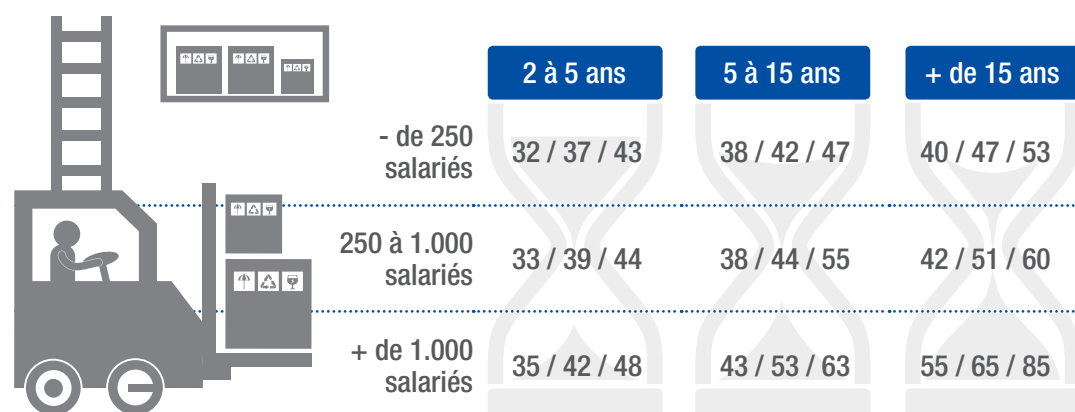 2 à 5 ans 5 à 15 ans + de 15 ans
- de 250
salariés 32 / 37 / 43 38 / 42 / 47 40 / 47 / 53
250 à 1.000
salariés 33 / 39 / 44 38 / 44 / 55 42 / 51 / 60
+ de 1.000
salariés 35 / 42 / 48 43 / 53 / 63 55 / 65 / 85